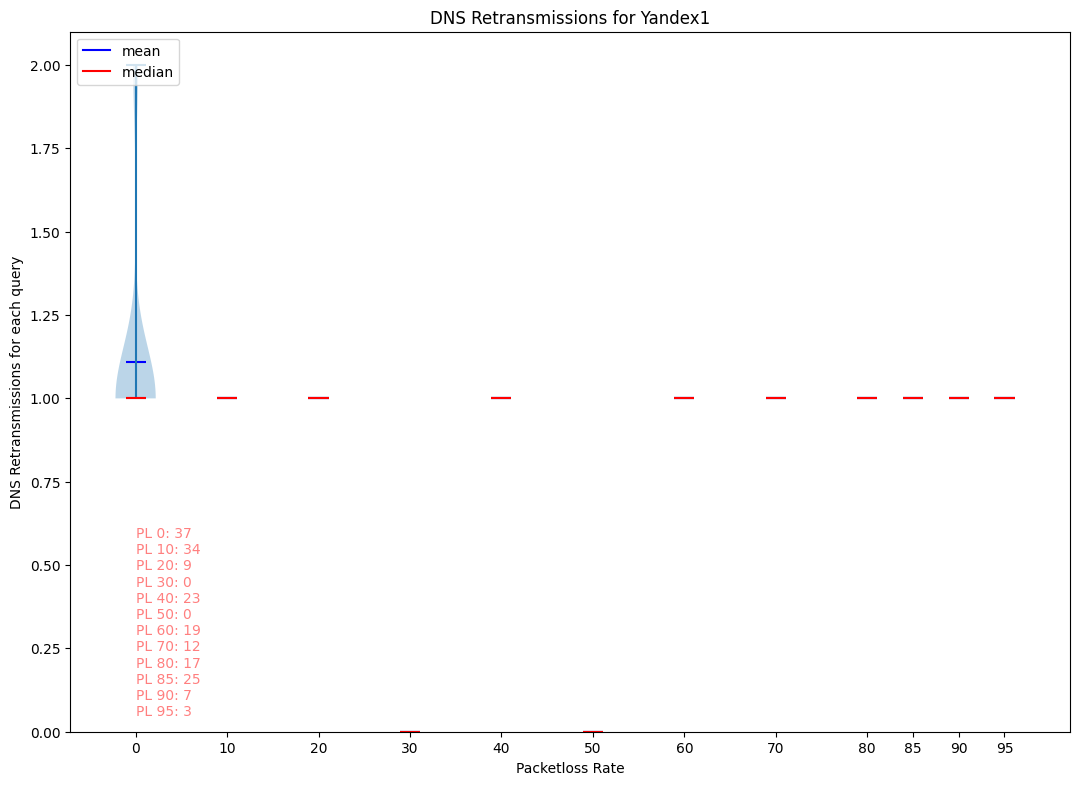 DNS Retransmissions for Yandex1
mean
median
DNS Retransmissions for each query
2.00
1.75
1.50
1.25
1.00
0.75
0.50
0.25
0.00
PL 0: 37
PL 10: 34
PL 20: 9
PL 30: 0
PL 40: 23
PL 50: 0
PL 60: 19
PL 70: 12
PL 80: 17
PL 85: 25
PL 90: 7
PL 95: 3
0 10 20 30 40 50 60 70 80 85 90 95
Packetloss Rate